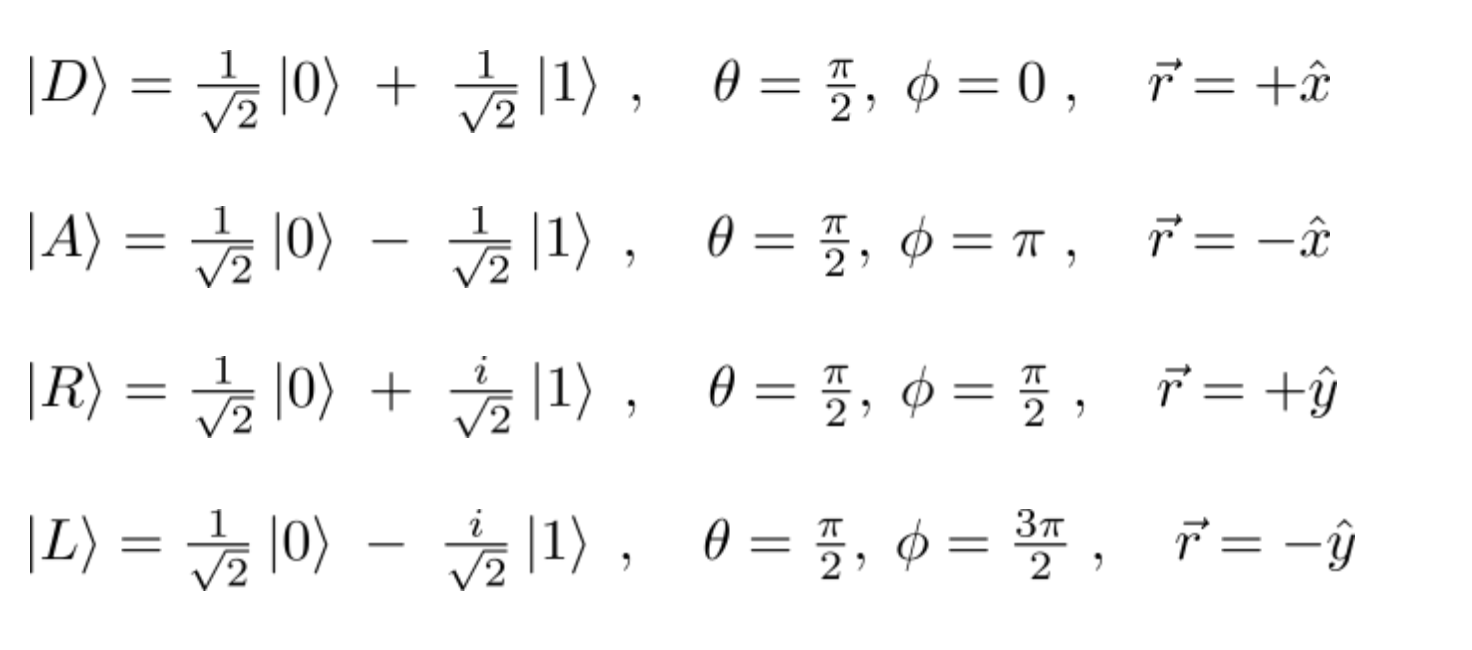 |D⟩ = 1/√2 |0⟩ + 1/√2 |1⟩ , θ = π/2, ϕ = 0 , r⃗ = +x̂
|A⟩ = 1/√2 |0⟩ − 1/√2 |1⟩ , θ = π/2, ϕ = π , r⃗ = −x̂
|R⟩ = 1/√2 |0⟩ + i/√2 |1⟩ , θ = π/2, ϕ = π/2 , r⃗ = +ŷ
|L⟩ = 1/√2 |0⟩ − i/√2 |1⟩ , θ = π/2, ϕ = 3π/2 , r⃗ = −ŷ